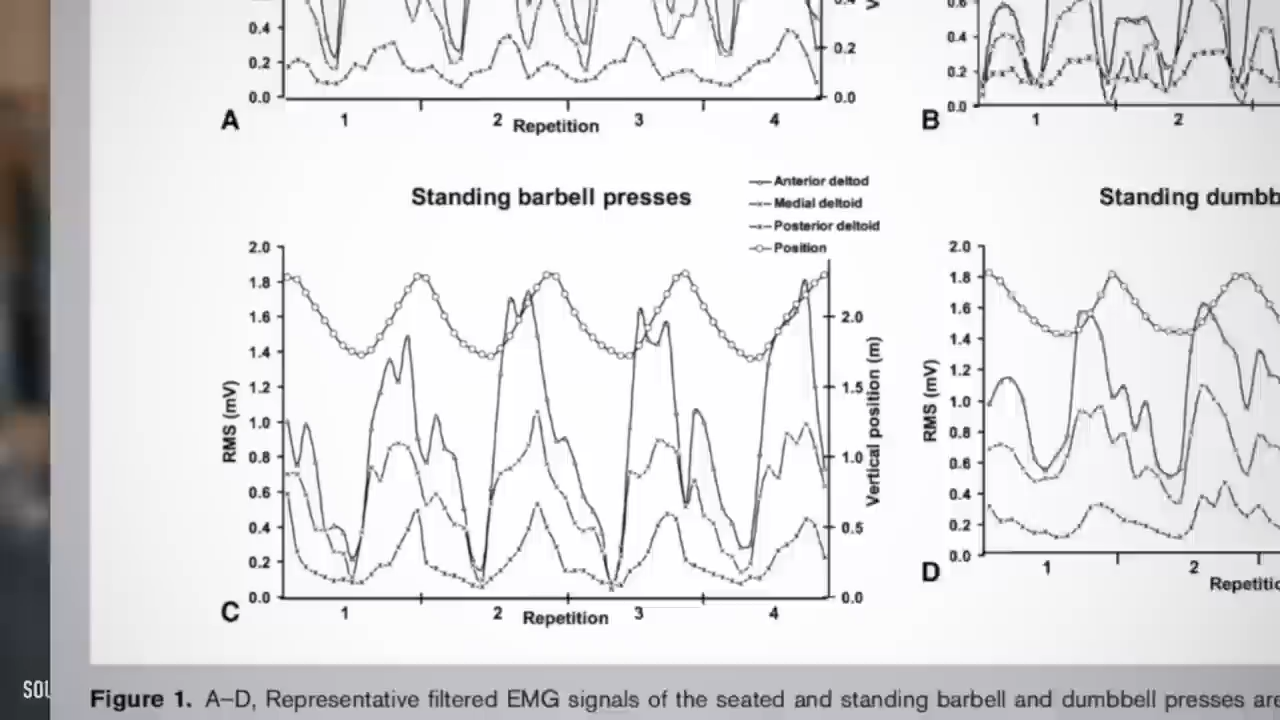 0.4
0.2
0.0
0.4
0.2
0.0
V
A
1 2 3 4
Repetition
0.6
0.4
0.2
0.0
B
1 2
Standing barbell presses
Anterior deltod
Medial deltoid
Posterior deltoid
Position
2.0
1.8
1.6
1.4
1.2
1.0
0.8
0.6
0.4
0.2
0.0
RMS (mV)
2.0
1.5
1.0
0.5
0.0
Vertical position (m)
C
1 2 3 4
Repetition
Standing dumbb
2.0
1.8
1.6
1.4
1.2
1.0
0.8
0.6
0.4
0.2
0.0
RMS (mV)
D
1 2
Repetitic
SOU
Figure 1. A–D, Representative filtered EMG signals of the seated and standing barbell and dumbbell presses are